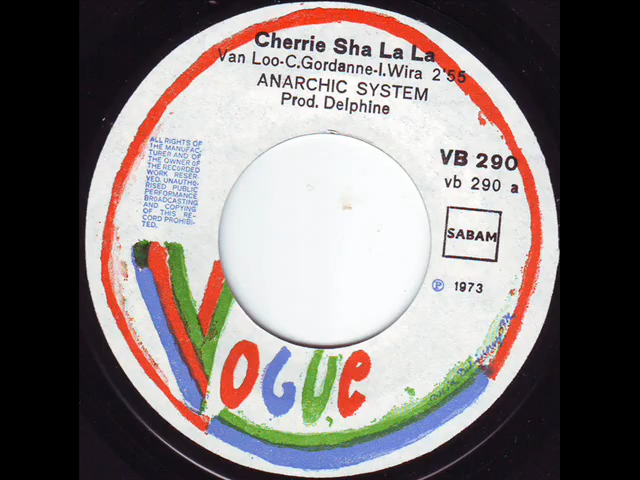 Cherrie Sha La La
Van Loo-C.Gordanne-I.Wira 2'55
ANARCHIC SYSTEM
Prod. Delphine
ALL RIGHTS OF
THE MANUFAC-
TURER AND OF
THE OWNER OF
THE RECORDED
WORK RESER-
VED. UNAUTHO-
RISED PUBLIC
PERFORMANCE
BROADCASTING
AND COPYING
OF THIS RE-
CORD PROHIBI-
TED.
VB 290
vb 290 a
SABAM
℗ 1973
VOGUE